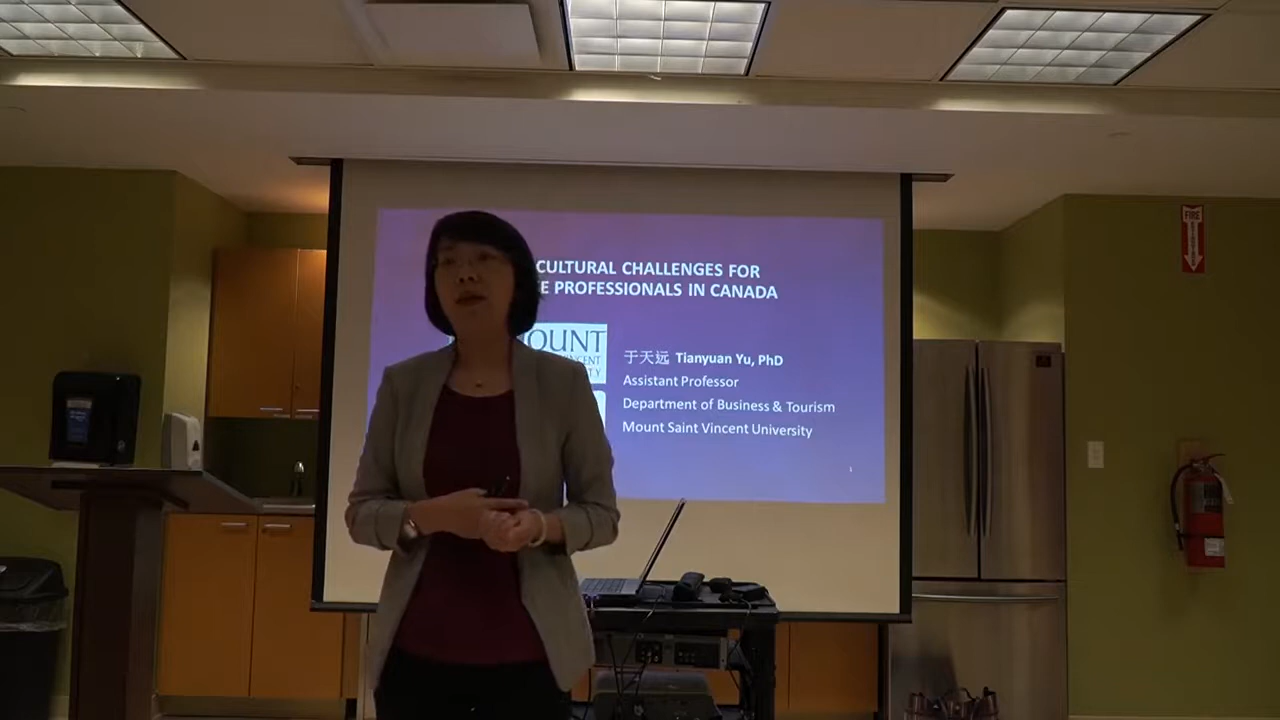 CULTURAL CHALLENGES FOR
PROFESSIONALS IN CANADA
OUNT
于天远 Tianyuan Yu, PhD
Assistant Professor
Department of Business & Tourism
Mount Saint Vincent University
1
FIRE